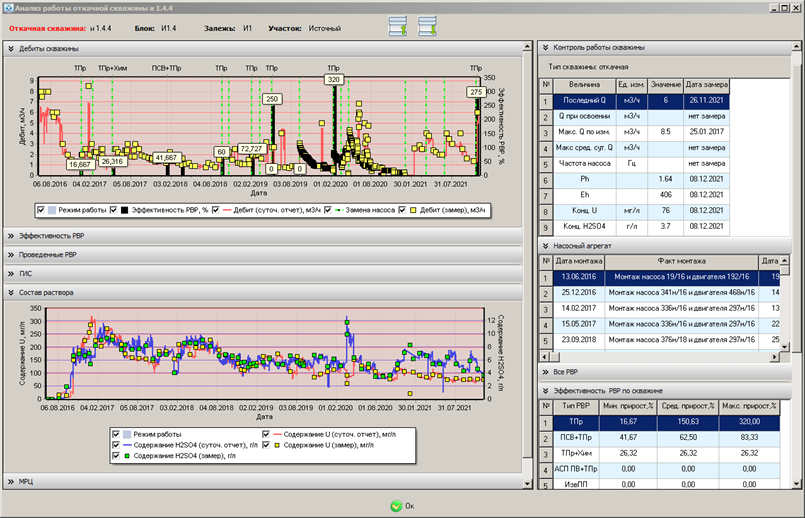 Анализ работы откачной скважины и 1.4.4
Откачная скважина: и 1.4.4 Блок: И1.4 Залежь: И1 Участок: Источный
Дебиты скважины
ТПр ТПр+Хим ПСВ+ТПр ТПр ТПр ТПр ТПр ТПр
Дебит, м3/ч
9
8
7
6
5
4
3
2
1
0
16,667 26,316 41,667 60 72,727 250 0 0 320 275
350
300
250
200
150
100
50
0
Эффективность РВР, %
06.08.2016 04.02.2017 05.08.2017 03.02.2018 04.08.2018 02.02.2019 03.08.2019 01.02.2020 01.08.2020 30.01.2021 31.07.2021
Дата
Режим работы Эффективность РВР, % Дебит (суточ. отчет), м3/ч Замена насоса Дебит (замер), м3/ч
Эффективность РВР
Проведенные РВР
ГИС
Состав раствора
Содержание U, мг/л
350
300
250
200
150
100
50
0
12
10
8
6
4
2
0
Содержание H2SO4, г/л
06.08.2016 04.02.2017 05.08.2017 03.02.2018 04.08.2018 02.02.2019 03.08.2019 01.02.2020 01.08.2020 30.01.2021 31.07.2021
Дата
Режим работы Содержание U (суточ. отчет), мг/л
Содержание H2SO4 (суточ. отчет), г/л Содержание U (замер), мг/л
Содержание H2SO4 (замер), г/л
МРЦ
Контроль работы скважины
Тип скважины: откачная
№ Величина Ед. изм. Значение Дата замера
1 Последний Q м3/ч 6 26.11.2021
2 Q при освоении м3/ч нет замера
3 Макс. Q по изм. м3/ч 8.5 25.01.2017
4 Макс сред. сут. Q м3/ч нет замера
5 Частота насоса Гц нет замера
6 Ph 1.64 08.12.2021
7 Eh 406 08.12.2021
8 Конц. U мг/л 76 08.12.2021
9 Конц. H2SO4 г/л 3.7 08.12.2021
Насосный агрегат
№ Дата монтажа Факт монтажа Дата
1 13.06.2016 Монтаж насоса 19/16 и двигателя 192/16 19
2 25.12.2016 Монтаж насоса 341н/16 и двигателя 468н/16 14
3 14.02.2017 Монтаж насоса 336н/16 и двигателя 297н/16 13
4 15.05.2017 Монтаж насоса 336н/16 и двигателя 297н/16 22
5 23.09.2018 Монтаж насоса 376н/18 и двигателя 297н/16 25
Все РВР
Эффективность РВР по скважине
№ Тип РВР Мин. прирост,% Сред. прирост,% Макс. прирост,%
1 ТПр 16,67 150,63 320,00
2 ПСВ+ТПр 41,67 62,50 83,33
3 ТПр+Хим 26,32 26,32 26,32
4 АСП ПВ+ТПр 0,00 0,00 0,00
5 ИзвПП 0,00 0,00 0,00
Ок